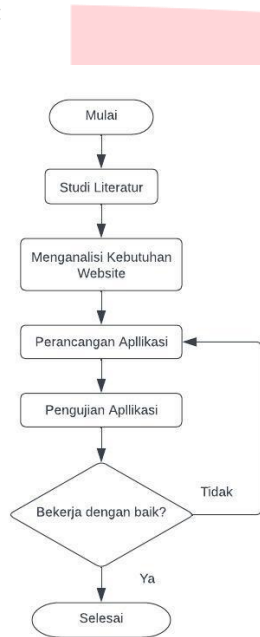 Mulai
Studi Literatur
Menganalisi Kebutuhan
Website
Perancangan Apllikasi
Pengujian Apllikasi
Bekerja dengan baik?
Tidak
Ya
Selesai